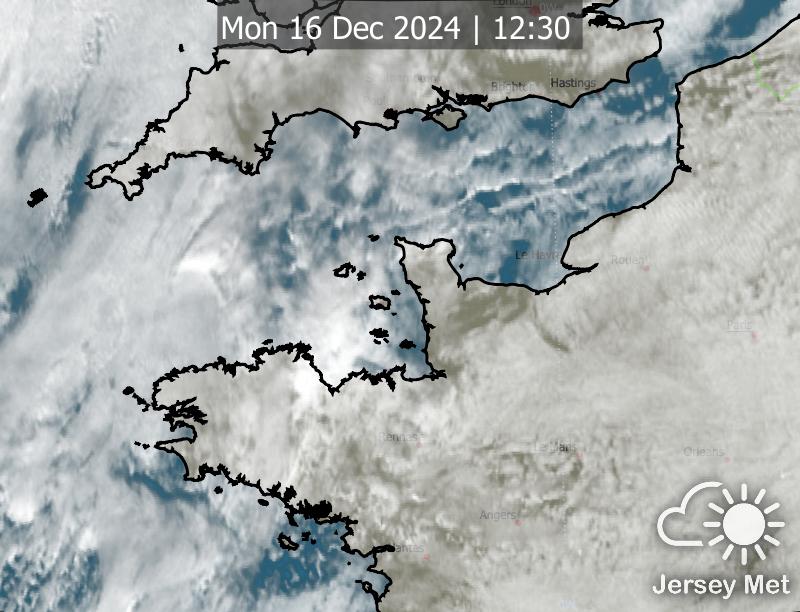 London
Mon 16 Dec 2024 | 12:30
Brighton
Hastings
Le Havre
Rouen
Paris
Rennes
Le Mans
Orleans
Angers
Nantes
Jersey Met